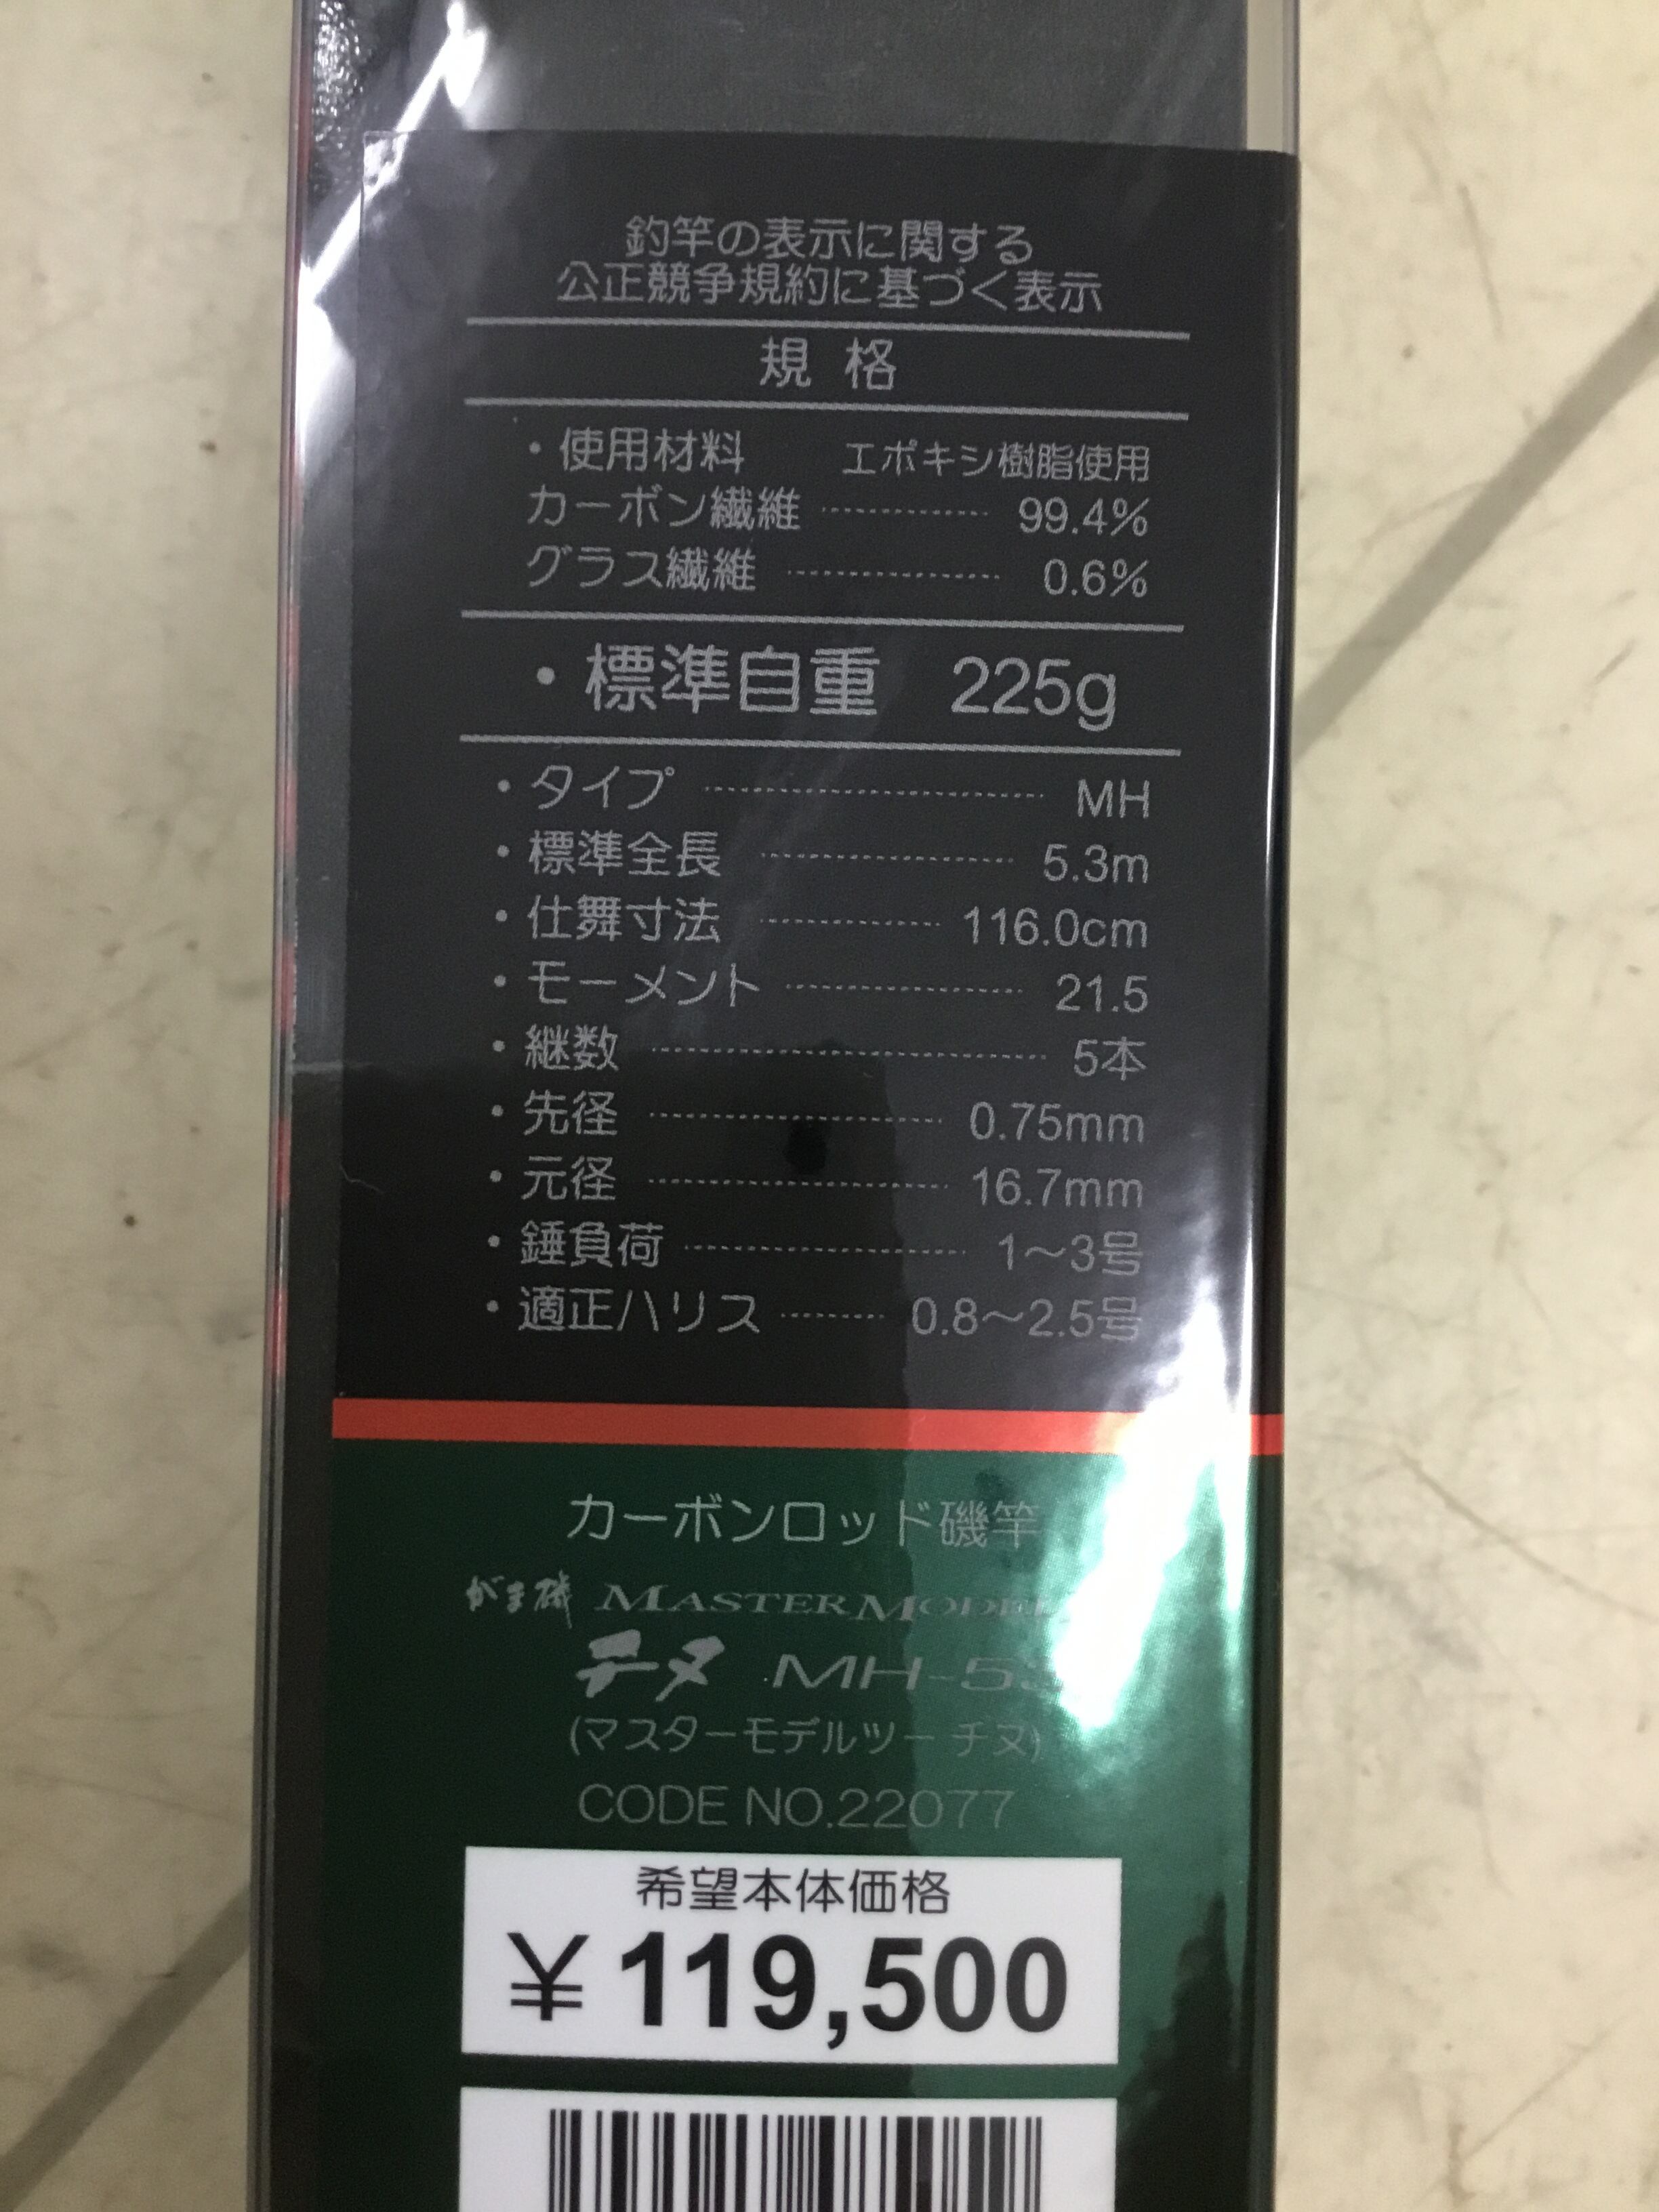 釣竿の表示に関する
公正競争規約に基づく表示
規 格
・使用材料 エポキシ樹脂使用
カーボン繊維 ………… 99.4%
グラス繊維 ………… 0.6%
・標準自重 225g
・タイプ ………… MH
・標準全長 ………… 5.3m
・仕舞寸法 ………… 116.0cm
・モーメント ………… 21.5
・継数 ………… 5本
・先径 ………… 0.75mm
・元径 ………… 16.7mm
・錘負荷 ………… 1～3号
・適正ハリス ………… 0.8～2.5号
カーボンロッド磯竿
がま磯 MASTER MODEL
チヌ MH-53
(マスターモデルツー チヌ)
CODE NO.22077
希望本体価格
¥119,500